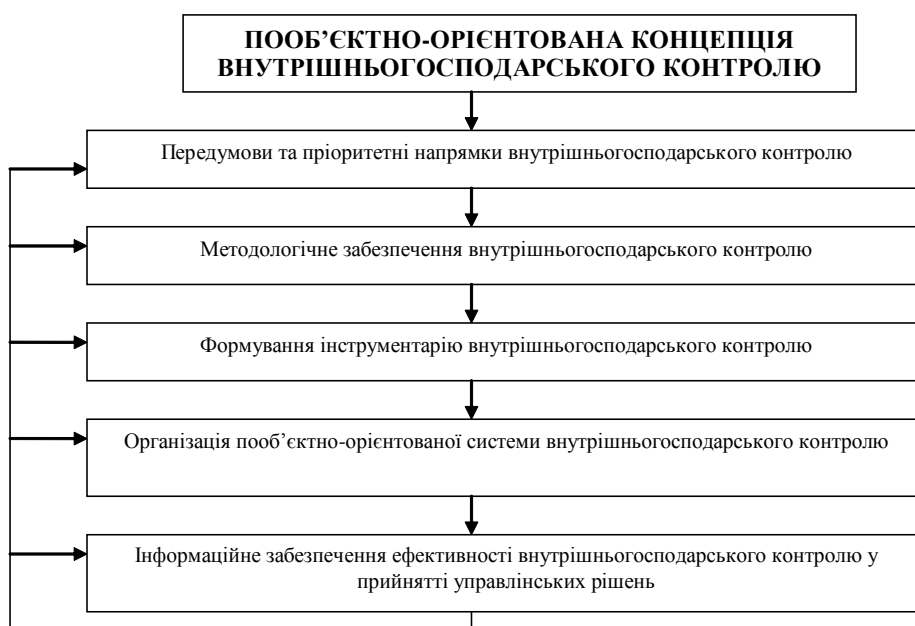 ПООБ’ЄКТНО-ОРІЄНТОВАНА КОНЦЕПЦІЯ
ВНУТРІШНЬОГОСПОДАРСЬКОГО КОНТРОЛЮ
Передумови та пріоритетні напрямки внутрішньогосподарського контролю
Методологічне забезпечення внутрішньогосподарського контролю
Формування інструментарію внутрішньогосподарського контролю
Організація пооб’єктно-орієнтованої системи внутрішньогосподарського контролю
Інформаційне забезпечення ефективності внутрішньогосподарського контролю у
прийнятті управлінських рішень